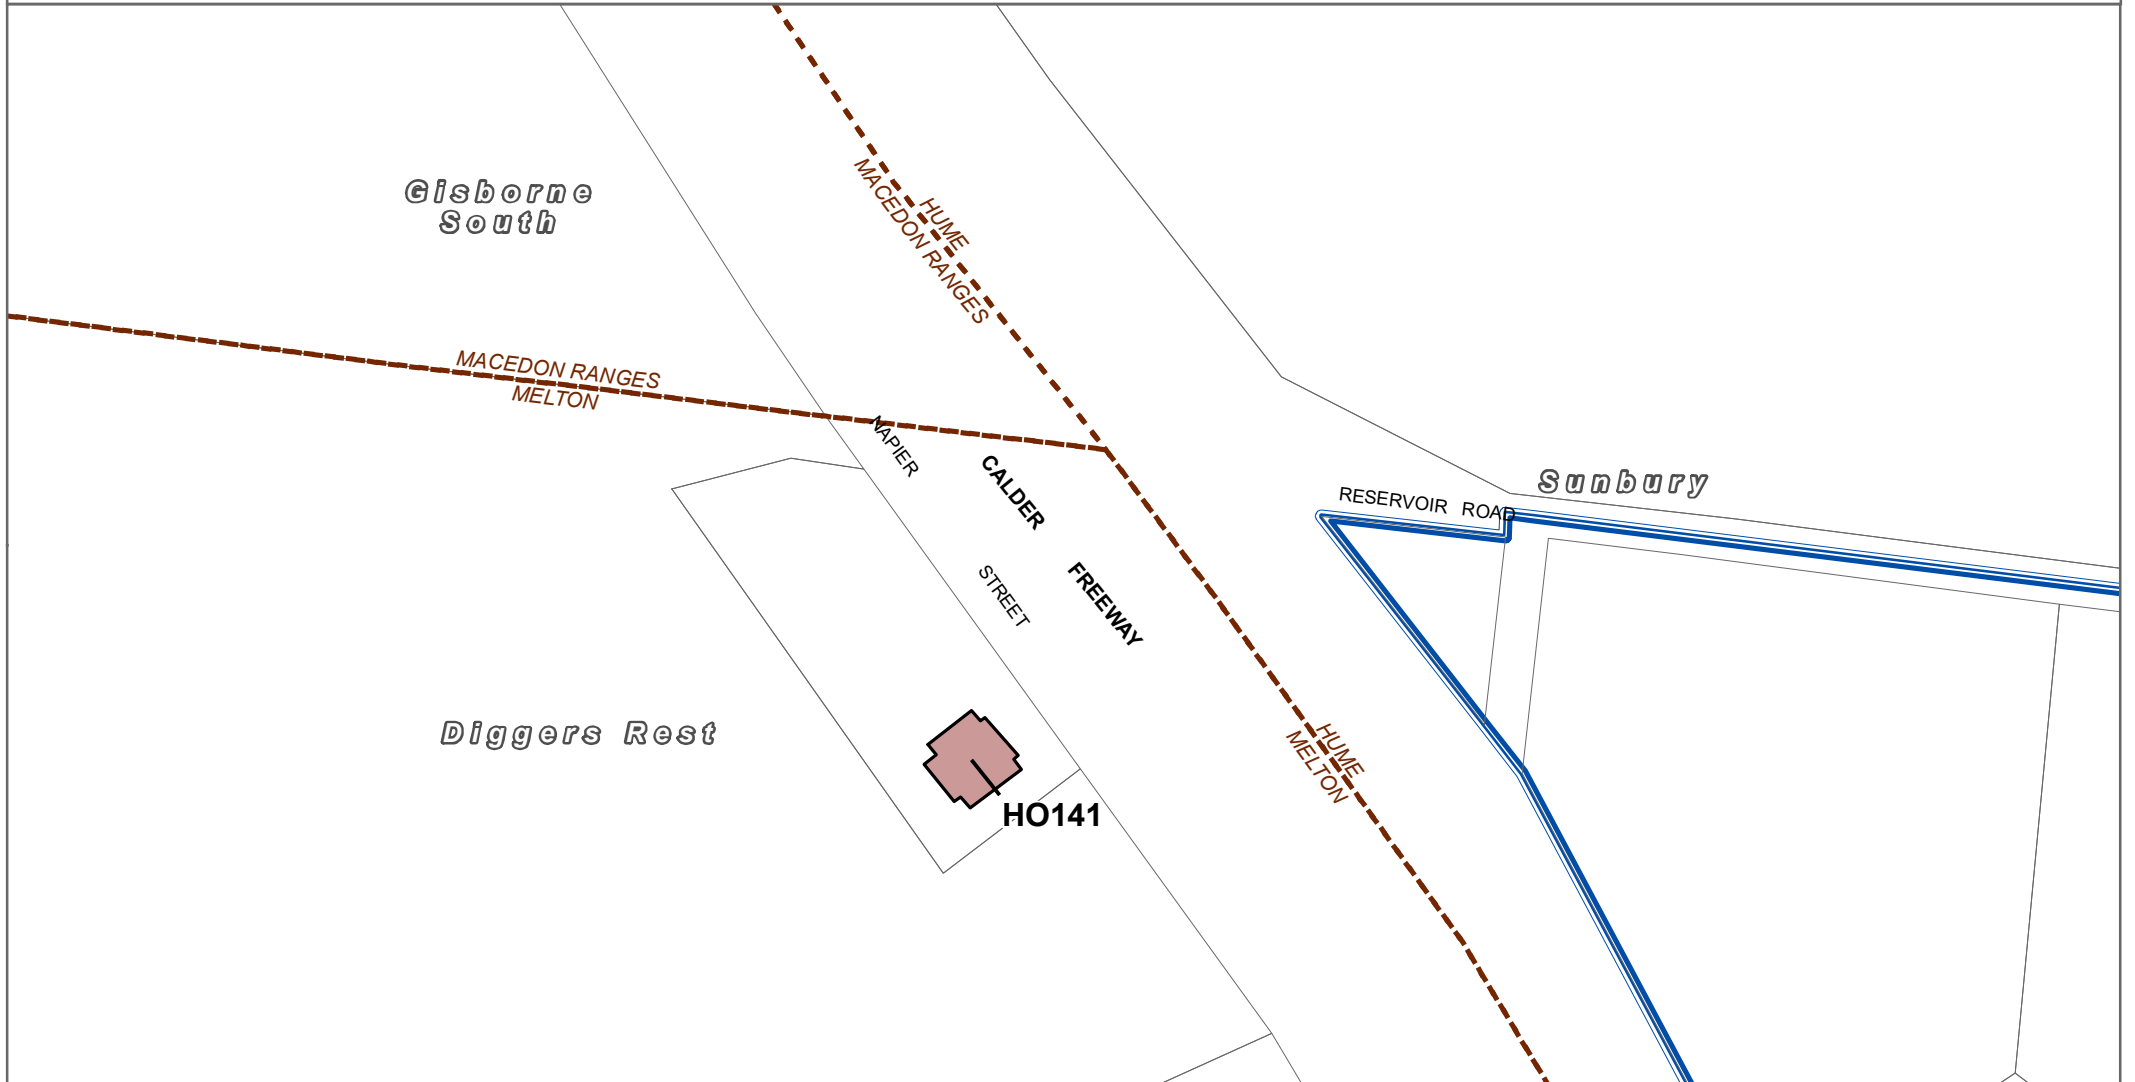 Gisborne
South
HUME
MACEDON RANGES
MACEDON RANGES
MELTON
NAPIER
STREET
CALDER
FREEWAY
Sunbury
RESERVOIR ROAD
Diggers Rest
HUME
MELTON
HO141